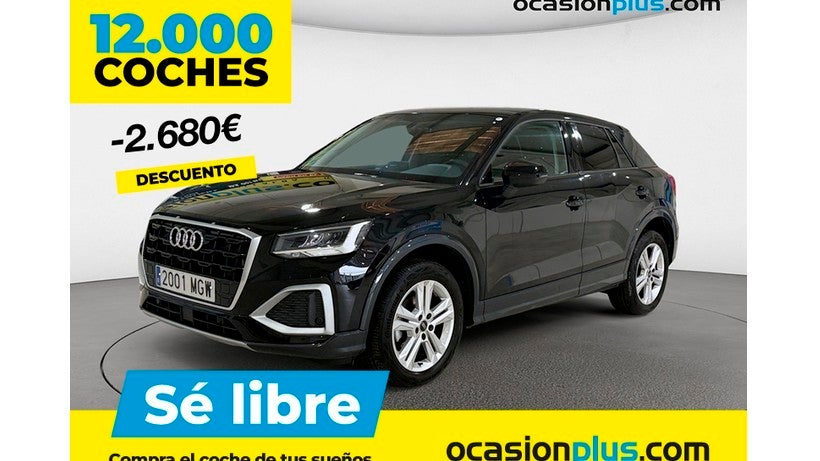 ocasionplus.com
12.000
COCHES
-2.680€
DESCUENTO
2001 MGW
Sé libre
Compra el coche de tus sueños
ocasionplus.com